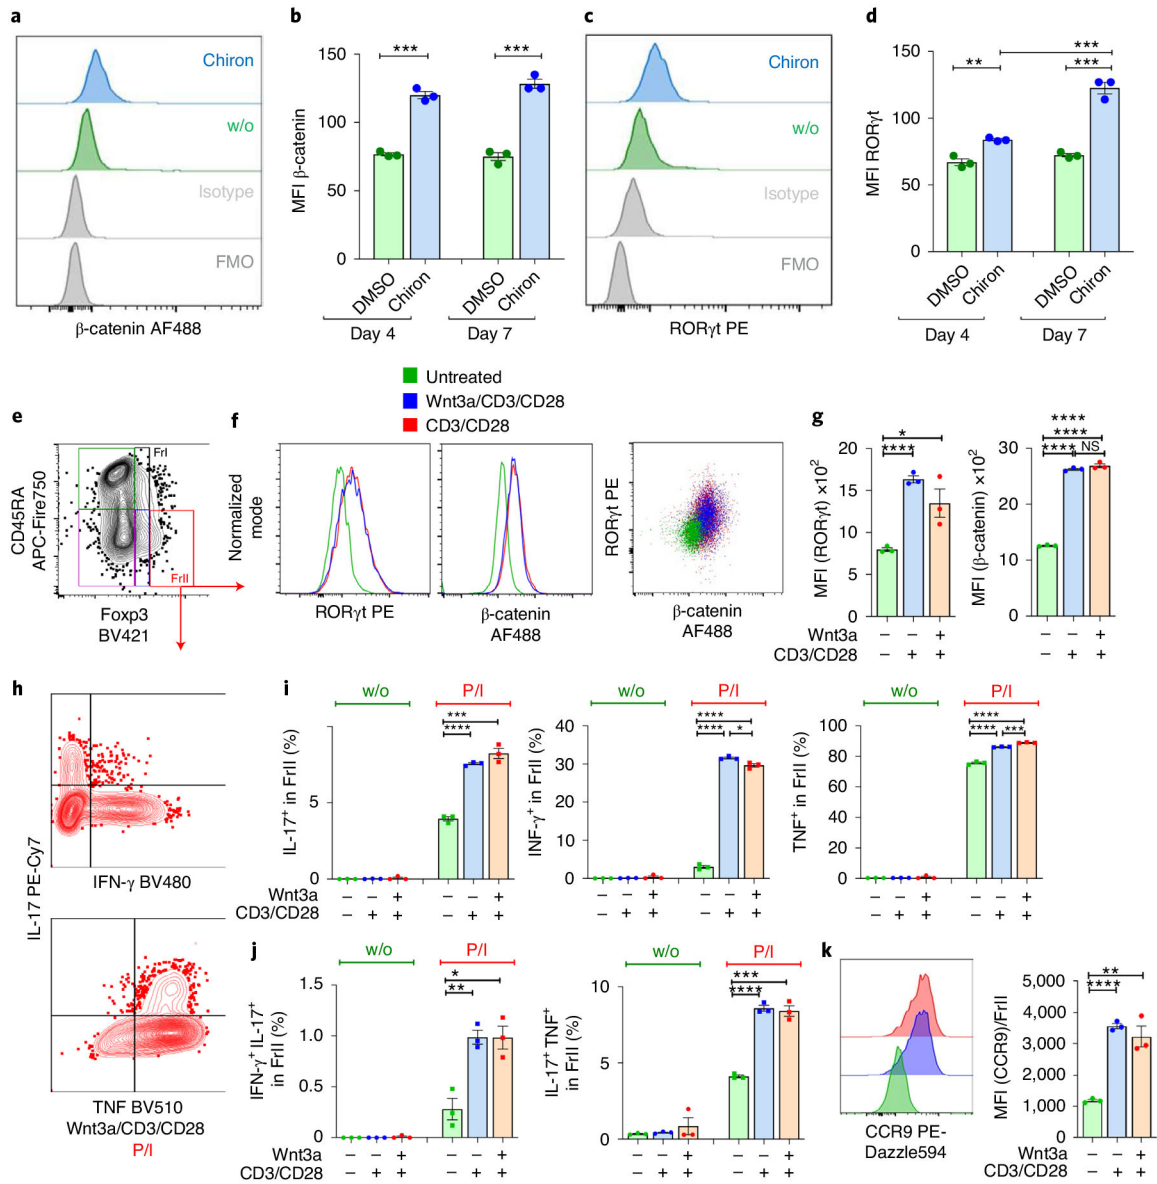 a
Chiron
w/o
Isotype
FMO
β-catenin AF488
b
MFI β-catenin
150
100
50
0
***
***
DMSO
Chiron
DMSO
Chiron
Day 4
Day 7
c
Chiron
w/o
Isotype
FMO
RORγt PE
d
MFI RORγt
150
100
50
0
***
**
***
DMSO
Chiron
DMSO
Chiron
Day 4
Day 7
Untreated
Wnt3a/CD3/CD28
CD3/CD28
e
CD45RA
APC-Fire750
FrI
FrII
Foxp3
BV421
f
Normalized
mode
RORγt PE
β-catenin
AF488
RORγt PE
β-catenin
AF488
g
MFI (RORγt) ×10²
20
15
10
5
0
*
****
MFI (β-catenin) ×10²
30
20
10
0
****
****
**** NS
Wnt3a – – + – – +
CD3/CD28 – + + – + +
h
IL-17 PE-Cy7
IFN-γ BV480
TNF BV510
Wnt3a/CD3/CD28
P/I
i
w/o
P/I
IL-17⁺ in FrII (%)
5
0
***
****
Wnt3a – – + – – +
CD3/CD28 – + + – + +
w/o
P/I
INF-γ⁺ in FrII (%)
40
30
20
10
0
****
**** *
– – + – – +
– + + – + +
w/o
P/I
TNF⁺ in FrII (%)
100
80
60
40
20
0
****
**** ***
– – + – – +
– + + – + +
j
w/o
P/I
IFN-γ⁺ IL-17⁺
in FrII (%)
1.5
1.0
0.5
0
*
**
Wnt3a – – + – – +
CD3/CD28 – + + – + +
w/o
P/I
IL-17⁺ TNF⁺
in FrII (%)
10
5
0
***
****
– – + – – +
– + + – + +
k
CCR9 PE-
Dazzle594
MFI (CCR9)/FrII
5,000
4,000
3,000
2,000
1,000
0
**
****
Wnt3a – – +
CD3/CD28 – + +